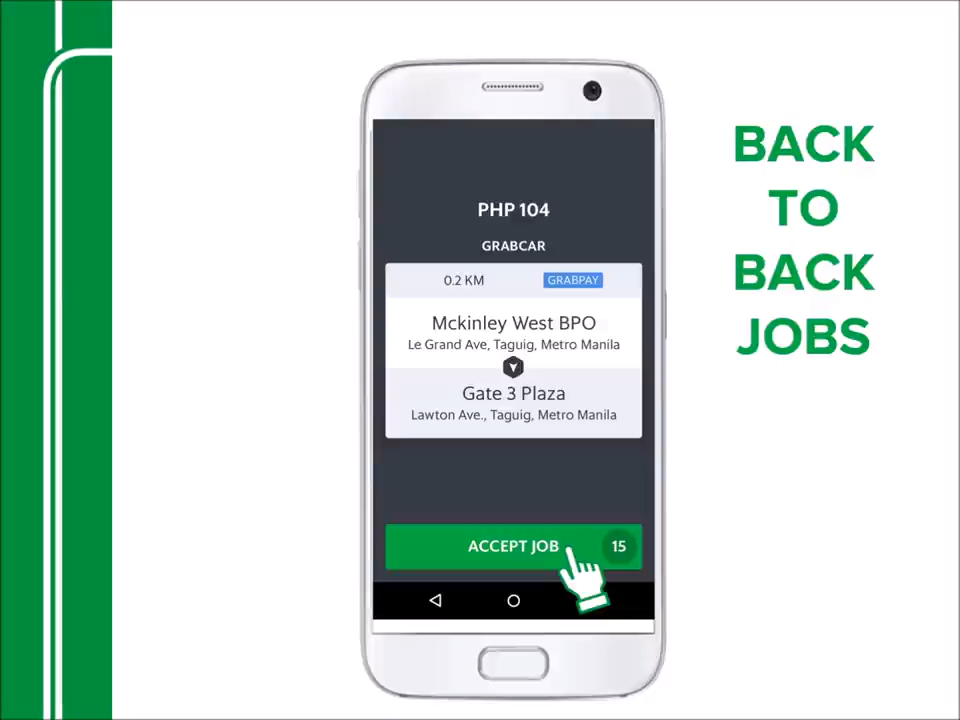 PHP 104
GRABCAR
0.2 KM GRABPAY
Mckinley West BPO
Le Grand Ave, Taguig, Metro Manila
Gate 3 Plaza
Lawton Ave., Taguig, Metro Manila
ACCEPT JOB 15
BACK
TO
BACK
JOBS